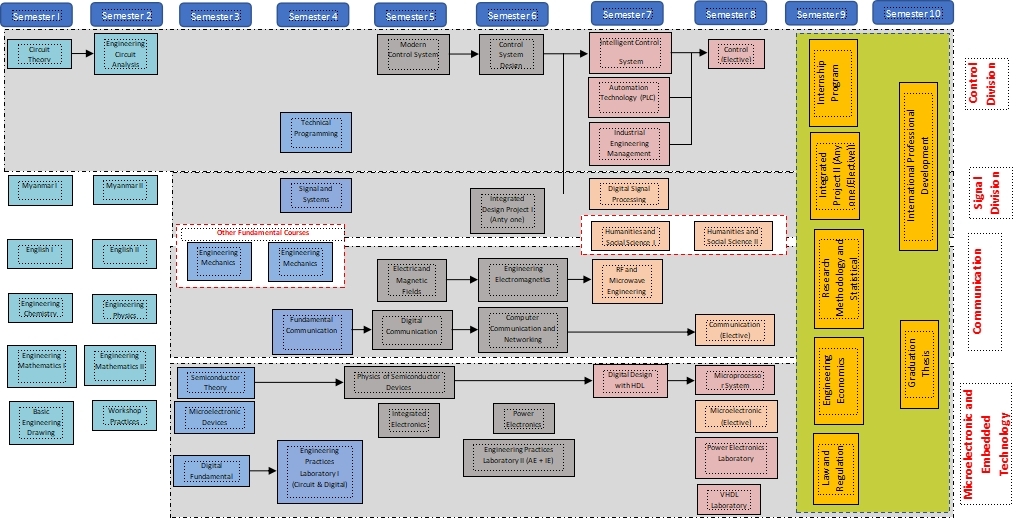 Semester I
Semester 2
Semester 3
Semester 4
Semester 5
Semester 6
Semester 7
Semester 8
Semester 9
Semester 10
Circuit
Theory
Engineering
Circuit
Analysis
Modern
Control System
Control
System
Design
Intelligent Control
System
Control
(Elective)
Automation
Technology (PLC)
Industrial
Engineering
Management
Technical
Programming
Control
Division
Myanmar I
Myanmar II
Signal and
Systems
Integrated
Design Project I
(Anty one)
Digital Signal
Processing
Signal
Division
Other Fundamental Courses
Engineering
Mechanics
Engineering
Mechanics
Humanities and
Social Science I
Humanities and
Social Science II
English I
English II
Electric and
Magnetic
Fields
Engineering
Electromagnetics
RF and
Microwave
Engineering
Communication
Engineering
Chemistry
Engineering
Physics
Fundamental
Communication
Digital
Communication
Computer
Communication and
Networking
Communication
(Elective)
Engineering
Mathematics I
Engineering
Mathematics II
Semiconductor
Theory
Physics of Semiconductor
Devices
Digital Design
with HDL
Microprocesso
r System
Basic
Engineering
Drawing
Workshop
Practices
Microelectronic
Devices
Integrated
Electronics
Power
Electronics
Microelectronic
(Elective)
Digital
Fundamental
Engineering
Practices
Laboratory I
(Circuit & Digital)
Engineering Practices
Laboratory II (AE + IE)
Power Electronics
Laboratory
VHDL
Laboratory
Microelectronic and
Embedded
Technology
Internship
Program
Integrated
Project II (Any
one/Elective)
Research
Methodology and
Statistical
Engineering
Economics
Law and
Regulation
International Professional
Development
Graduation
Thesis